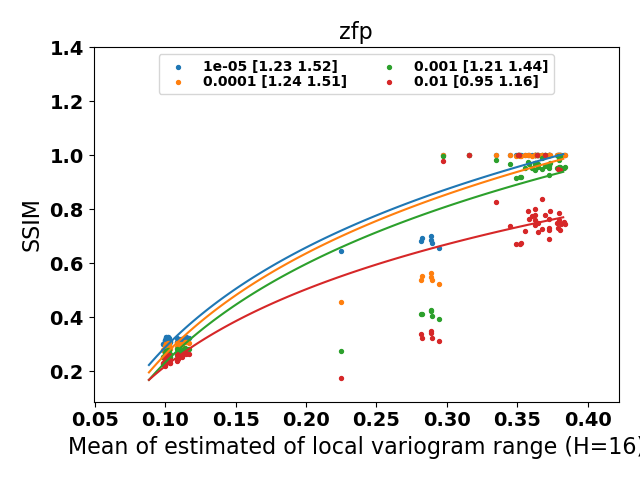 zfp
1e-05 [1.23 1.52]
0.0001 [1.24 1.51]
0.001 [1.21 1.44]
0.01 [0.95 1.16]
SSIM
1.4
1.2
1.0
0.8
0.6
0.4
0.2
0.05 0.10 0.15 0.20 0.25 0.30 0.35 0.40
Mean of estimated of local variogram range (H=16)